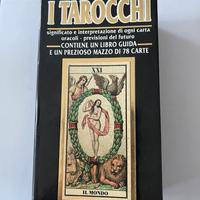 I TAROCCHI
significato e interpretazione di ogni carta
oracoli - previsioni del futuro
CONTIENE UN LIBRO GUIDA
E UN PREZIOSO MAZZO DI 78 CARTE
XXI
IL MONDO